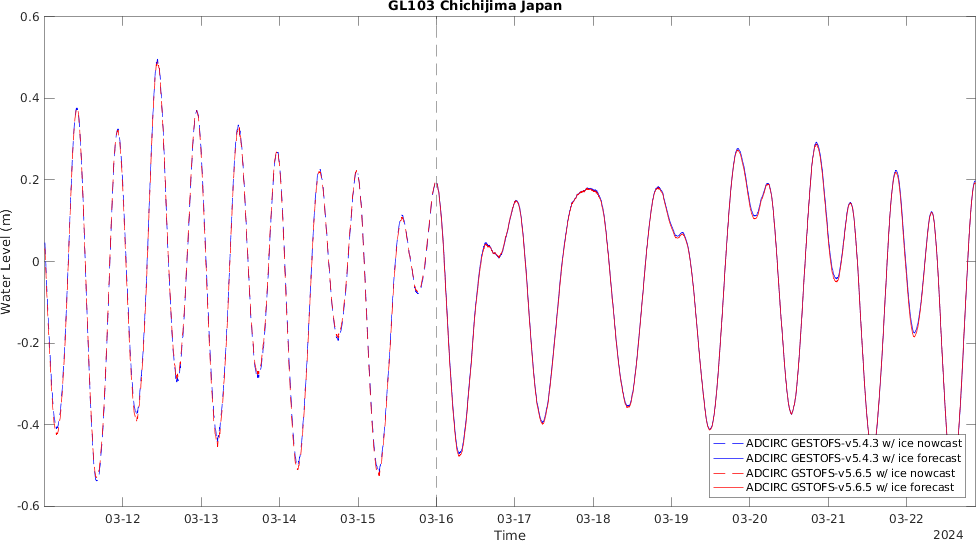 GL103 Chichijima Japan
0.6
0.4
0.2
0
-0.2
-0.4
-0.6
Water Level (m)
03-12 03-13 03-14 03-15 03-16 03-17 03-18 03-19 03-20 03-21 03-22
Time
2024
ADCIRC GESTOFS-v5.4.3 w/ ice nowcast
ADCIRC GESTOFS-v5.4.3 w/ ice forecast
ADCIRC GSTOFS-v5.6.5 w/ ice nowcast
ADCIRC GSTOFS-v5.6.5 w/ ice forecast